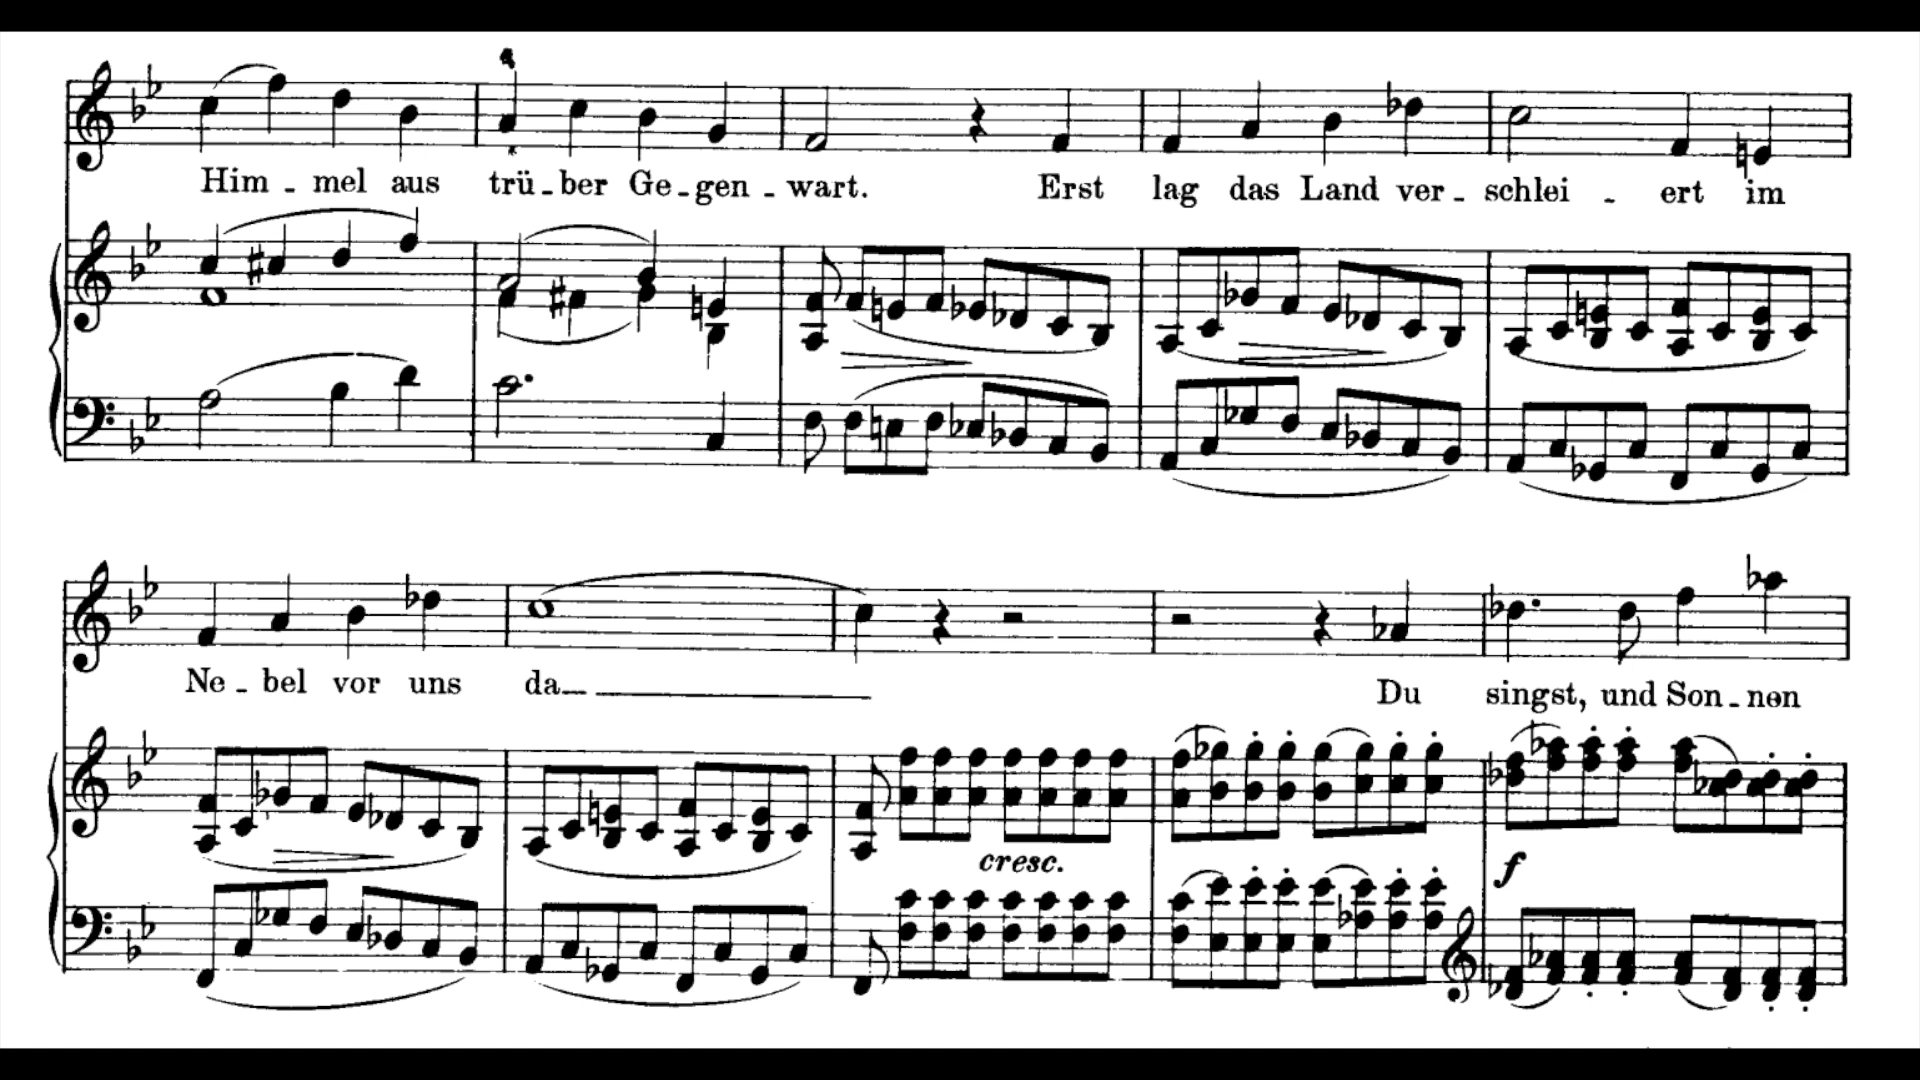 Him - mel aus trü - ber Ge - gen - wart. Erst lag das Land ver - schlei - ert im
Ne - bel vor uns da Du singst, und Son - nen
cresc.
f